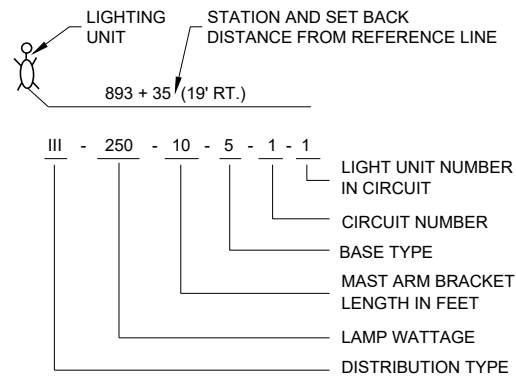 LIGHTING
UNIT
STATION AND SET BACK
DISTANCE FROM REFERENCE LINE
893 + 35 (19' RT.)
III - 250 - 10 - 5 - 1 - 1
LIGHT UNIT NUMBER
IN CIRCUIT
CIRCUIT NUMBER
BASE TYPE
MAST ARM BRACKET
LENGTH IN FEET
LAMP WATTAGE
DISTRIBUTION TYPE